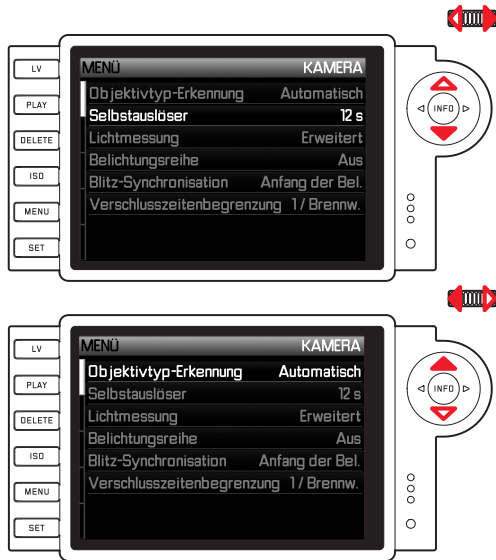 LV
PLAY
DELETE
ISO
MENU
SET
MENÜ KAMERA
Objektivtyp-Erkennung Automatisch
Selbstauslöser 12 s
Lichtmessung Erweitert
Belichtungsreihe Aus
Blitz-Synchronisation Anfang der Bel.
Verschlusszeitenbegrenzung 1/Brennw.
INFO
LV
PLAY
DELETE
ISO
MENU
SET
MENÜ KAMERA
Objektivtyp-Erkennung Automatisch
Selbstauslöser 12 s
Lichtmessung Erweitert
Belichtungsreihe Aus
Blitz-Synchronisation Anfang der Bel.
Verschlusszeitenbegrenzung 1/Brennw.
INFO